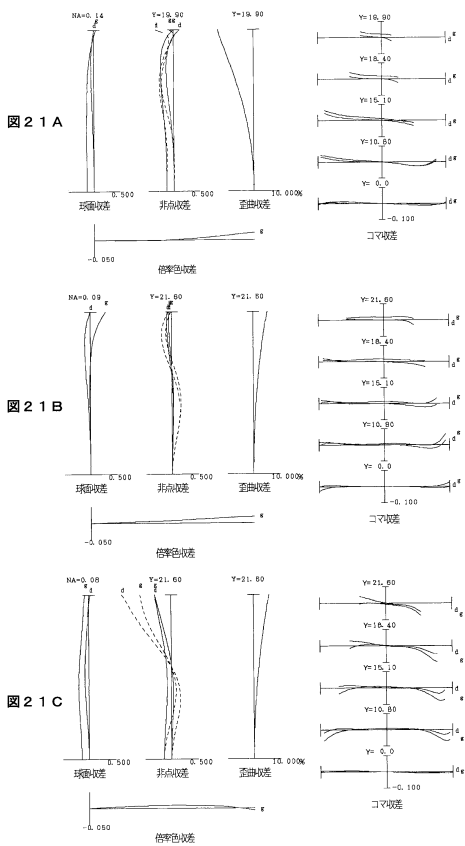 図21A
NA=0.14
g
d
0.500
球面収差
Y=19.90
g g
d d
0.500
非点収差
Y=19.90
10.000%
歪曲収差
g
-0.050
倍率色収差
Y=19.90
d g
Y=18.40
d g
Y=15.10
d g
Y=10.80
d g
Y= 0.0
d g
-0.100
コマ収差
図21B
NA=0.09
d g
0.500
球面収差
Y=21.60
g
d
0.500
非点収差
Y=21.60
10.000%
歪曲収差
g
-0.050
倍率色収差
Y=21.60
d g
Y=18.40
d g
Y=15.10
d g
Y=10.80
d g
Y= 0.0
d g
-0.100
コマ収差
図21C
NA=0.08
g
d
0.500
球面収差
Y=21.60
d g g
d
0.500
非点収差
Y=21.60
10.000%
歪曲収差
g
-0.050
倍率色収差
Y=21.60
d g
Y=18.40
d g
Y=15.10
d g
Y=10.80
d g
Y= 0.0
d g
-0.100
コマ収差